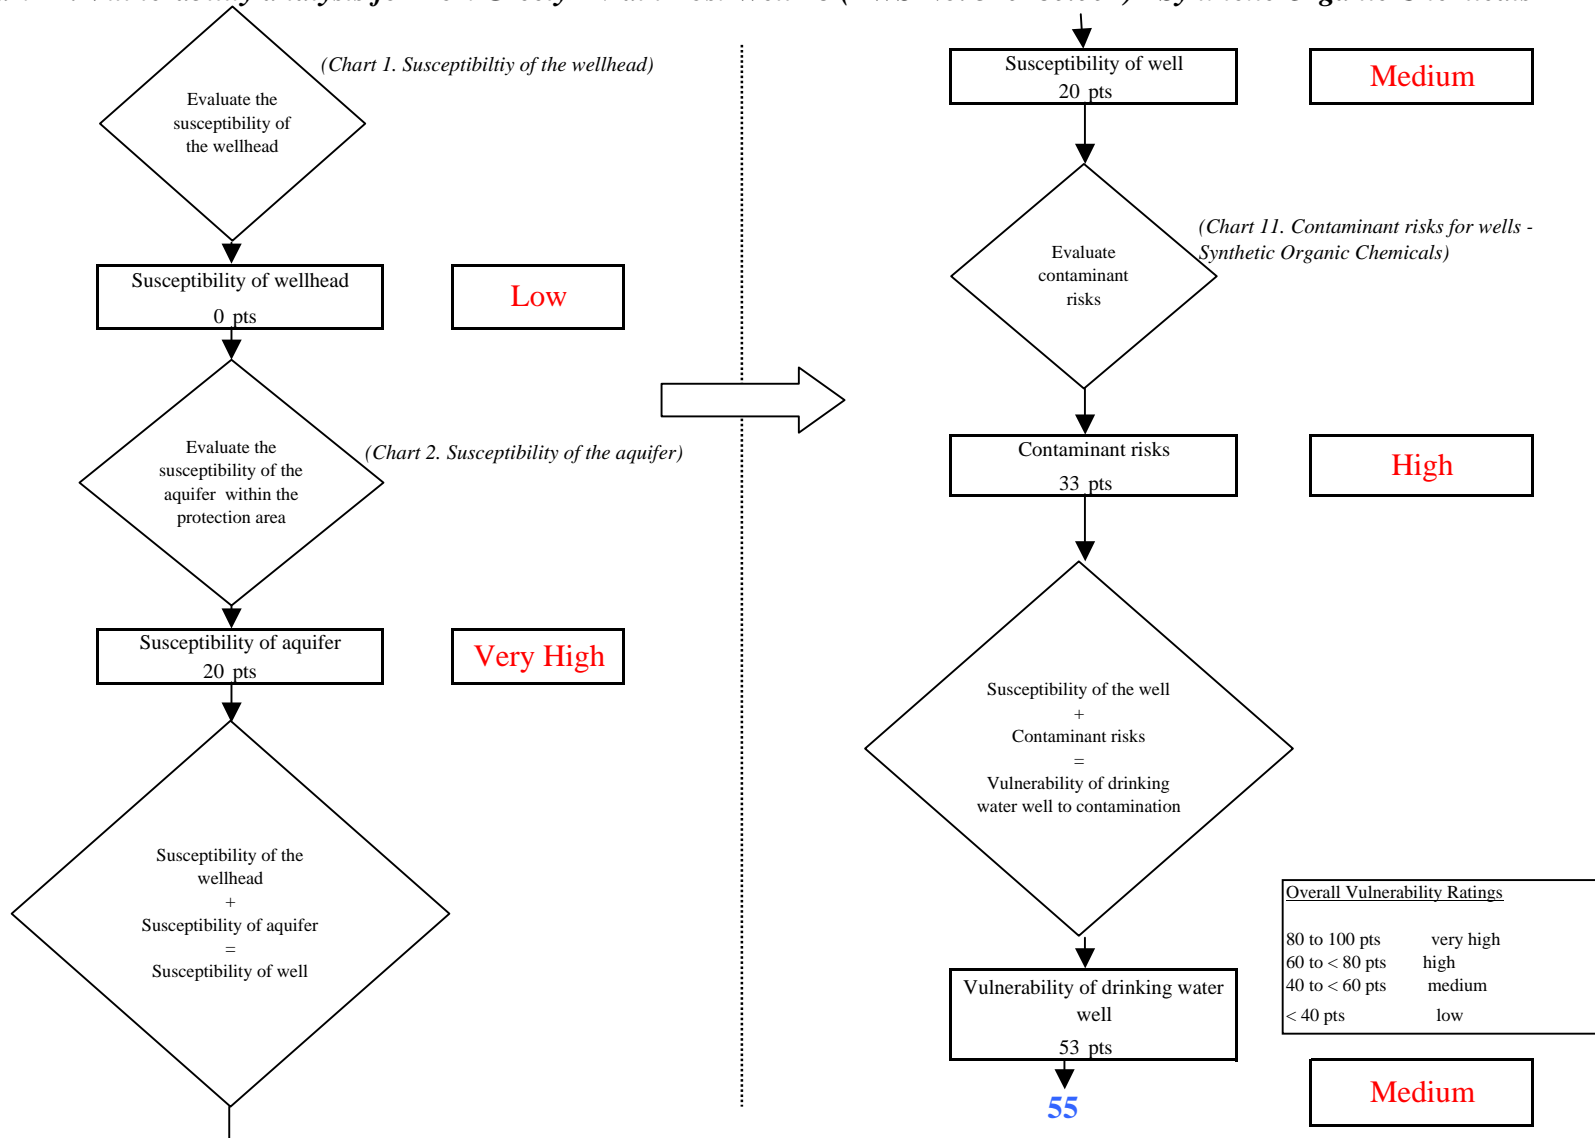 (Chart 1. Susceptibiltiy of the wellhead)
Evaluate the
susceptibility of
the wellhead
Susceptibility of wellhead
0 pts
Low
Evaluate the
susceptibility of the
aquifer within the
protection area
(Chart 2. Susceptibility of the aquifer)
Susceptibility of aquifer
20 pts
Very High
Susceptibility of the
wellhead
+
Susceptibility of aquifer
=
Susceptibility of well
Susceptibility of well
20 pts
Medium
Evaluate
contaminant
risks
(Chart 11. Contaminant risks for wells -
Synthetic Organic Chemicals)
Contaminant risks
33 pts
High
Susceptibility of the well
+
Contaminant risks
=
Vulnerability of drinking
water well to contamination
Vulnerability of drinking water
well
53 pts
55
Overall Vulnerability Ratings
80 to 100 pts very high
60 to < 80 pts high
40 to < 60 pts medium
< 40 pts low
Medium